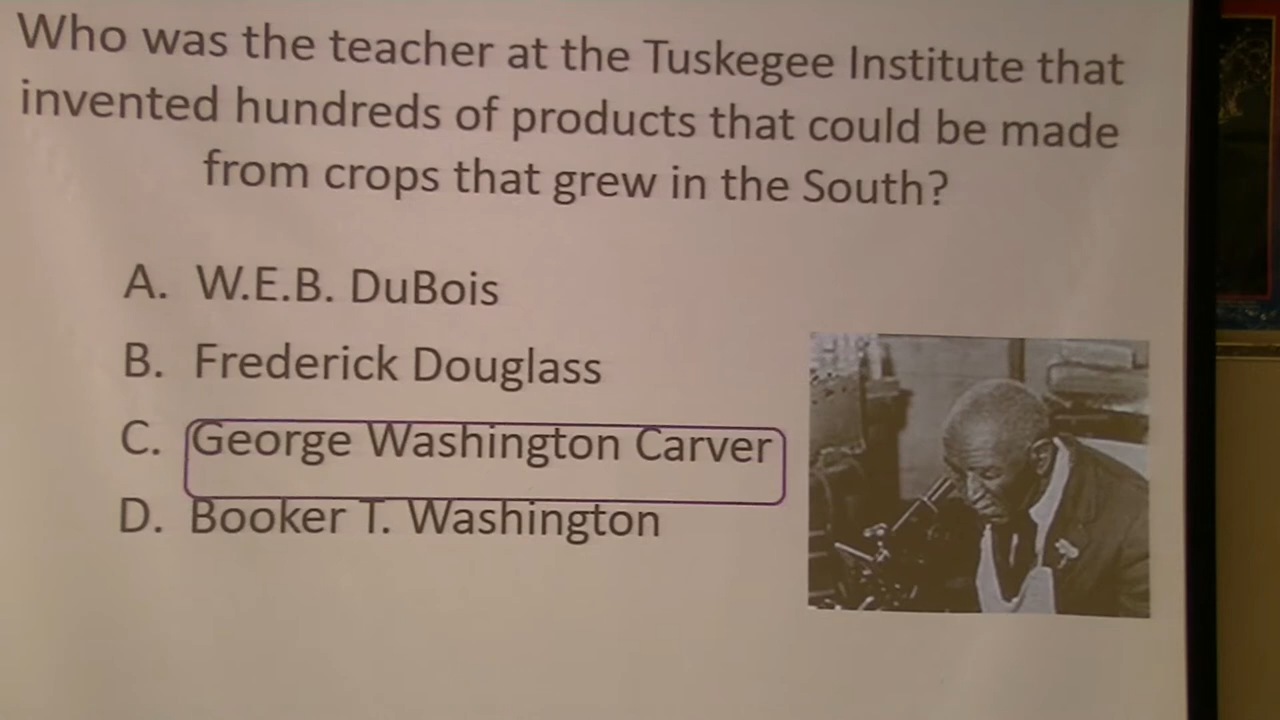 Who was the teacher at the Tuskegee Institute that
invented hundreds of products that could be made
from crops that grew in the South?
A. W.E.B. DuBois
B. Frederick Douglass
C. George Washington Carver
D. Booker T. Washington